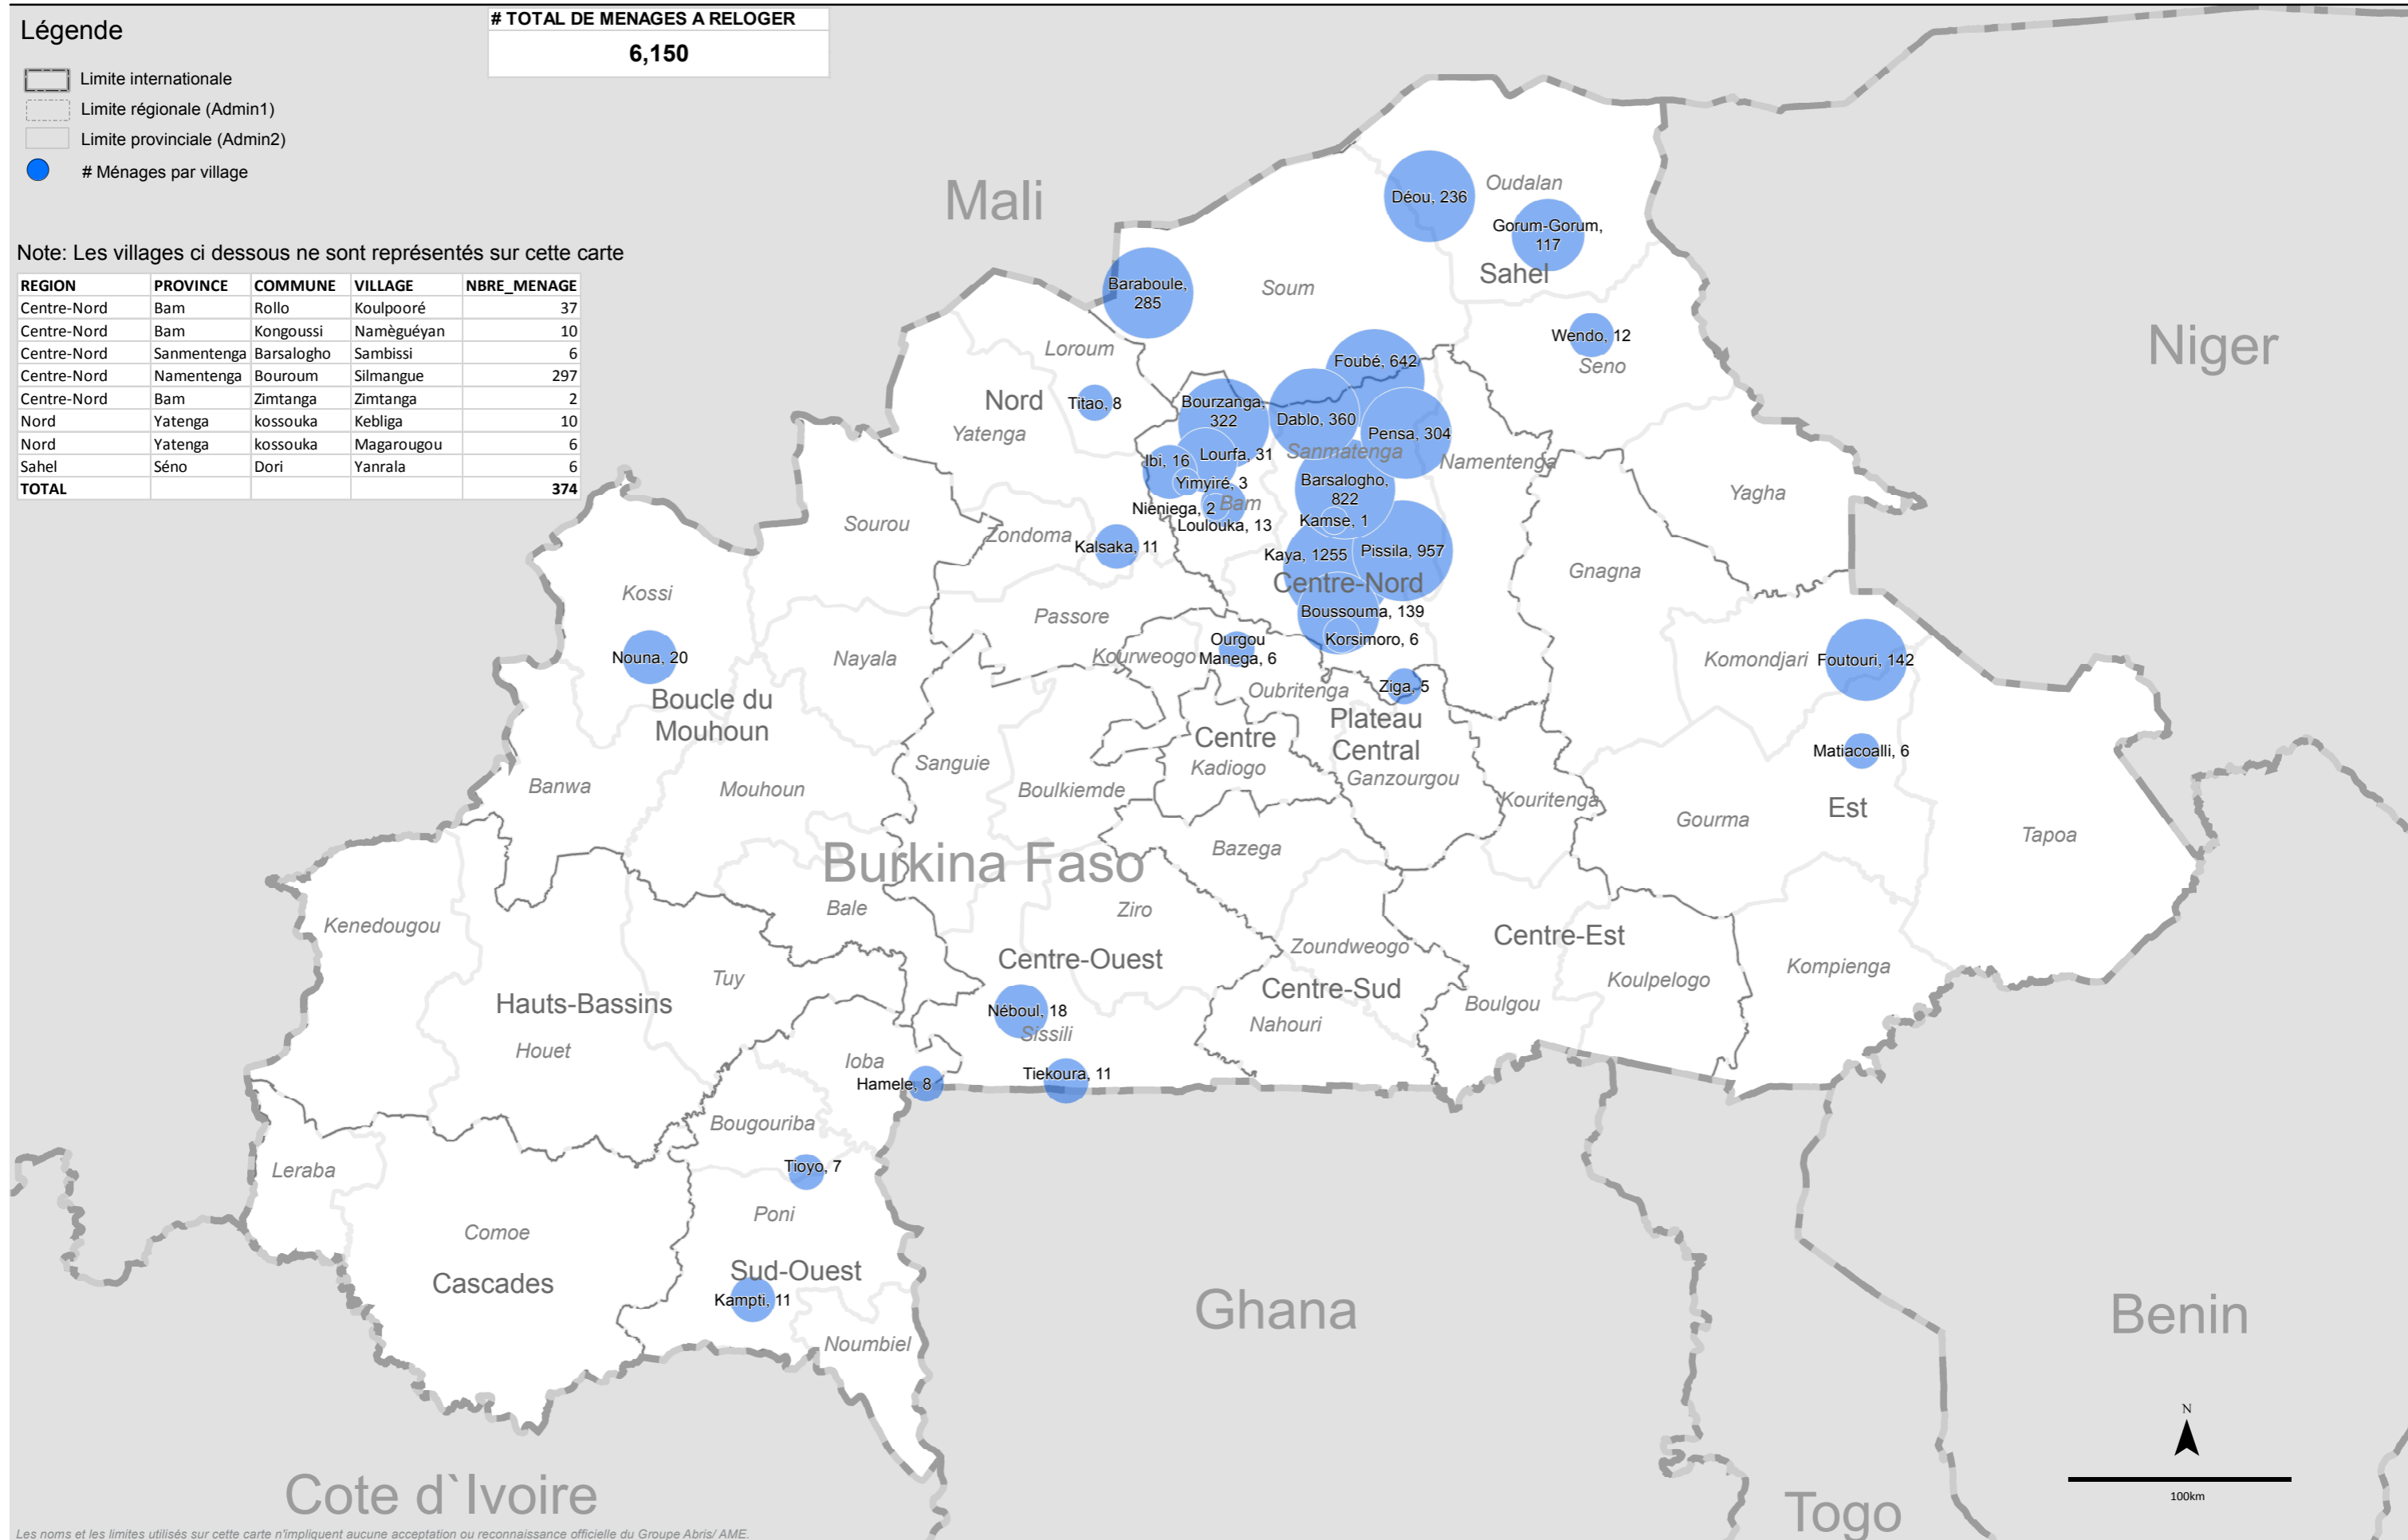 Légende
# TOTAL DE MENAGES A RELOGER
6,150
Limite internationale
Limite régionale (Admin1)
Limite provinciale (Admin2)
# Ménages par village
Note: Les villages ci dessous ne sont représentés sur cette carte
REGION PROVINCE COMMUNE VILLAGE NBRE_MENAGE
Centre-Nord Bam Rollo Koulpooré 37
Centre-Nord Bam Kongoussi Namèguéyan 10
Centre-Nord Sanmentenga Barsalogho Sambissi 6
Centre-Nord Namentenga Bouroum Silmangue 297
Centre-Nord Bam Zimtanga Zimtanga 2
Nord Yatenga kossouka Kebliga 10
Nord Yatenga kossouka Magarougou 6
Sahel Séno Dori Yanrala 6
TOTAL 374
Mali
Niger
Oudalan
Déou, 236
Gorum-Gorum,
117
Sahel
Baraboule,
285
Soum
Wendo, 12
Seno
Loroum
Foubé, 642
Nord
Titao, 8
Yatenga
Bourzanga,
322
Dablo, 360
Pensa, 304
Sanmatenga
Namentenga
Ibi, 16
Lourfa, 31
Yimyiré, 3
Barsalogho,
822
Nieniega, 2
Bam
Loulouka, 13
Kamse, 1
Yagha
Sourou
Zondoma
Kalsaka, 11
Kaya, 1255
Pissila, 957
Centre-Nord
Gnagna
Kossi
Passore
Boussouma, 139
Korsimoro, 6
Ourgou
Manega, 6
Kourweogo
Nouna, 20
Nayala
Komondjari
Foutouri, 142
Boucle du
Mouhoun
Oubritenga
Ziga, 5
Plateau
Central
Centre
Kadiogo
Ganzourgou
Matiacoalli, 6
Sanguie
Banwa
Mouhoun
Boulkiemde
Kouritenga
Est
Gourma
Tapoa
Burkina Faso
Bazega
Bale
Ziro
Kenedougou
Centre-Ouest
Zoundweogo
Centre-Est
Koulpelogo
Kompienga
Tuy
Hauts-Bassins
Centre-Sud
Boulgou
Néboul, 18
Sissili
Nahouri
Houet
Ioba
Hamele, 8
Tiekoura, 11
Bougouriba
Leraba
Tioyo, 7
Poni
Comoe
Cascades
Sud-Ouest
Kampti, 11
Noumbiel
Ghana
Benin
Cote d`Ivoire
Togo
N
100km
Les noms et les limites utilisés sur cette carte n'impliquent aucune acceptation ou reconnaissance officielle du Groupe Abris/ AME.